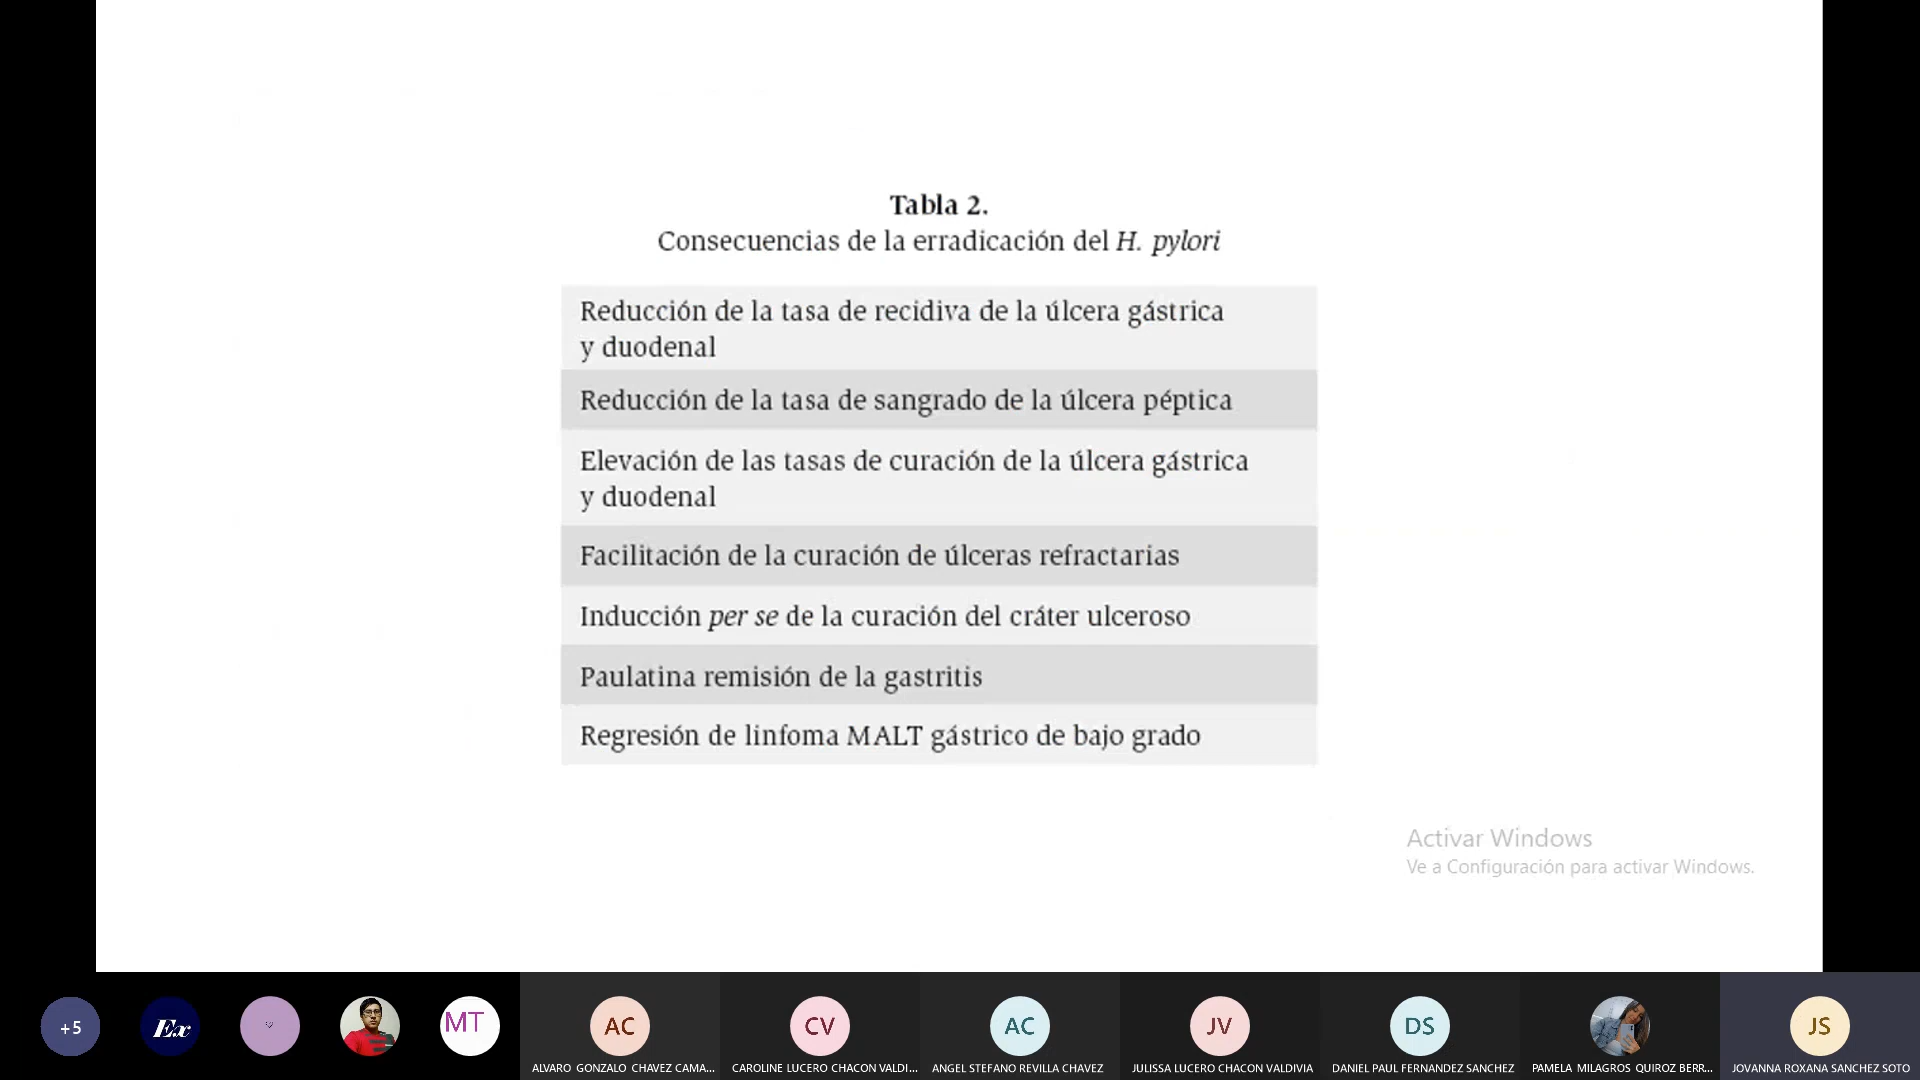 Tabla 2.
Consecuencias de la erradicación del H. pylori
Reducción de la tasa de recidiva de la úlcera gástrica
y duodenal
Reducción de la tasa de sangrado de la úlcera péptica
Elevación de las tasas de curación de la úlcera gástrica
y duodenal
Facilitación de la curación de úlceras refractarias
Inducción per se de la curación del cráter ulceroso
Paulatina remisión de la gastritis
Regresión de linfoma MALT gástrico de bajo grado
Activar Windows
Ve a Configuración para activar Windows.
+5
Ex
MT
AC
CV
AC
JV
DS
JS
ALVARO GONZALO CHAVEZ CAMA...
CAROLINE LUCERO CHACON VALDI...
ANGEL STEFANO REVILLA CHAVEZ
JULISSA LUCERO CHACON VALDIVIA
DANIEL PAUL FERNANDEZ SANCHEZ
PAMELA MILAGROS QUIROZ BERR...
JOVANNA ROXANA SANCHEZ SOTO